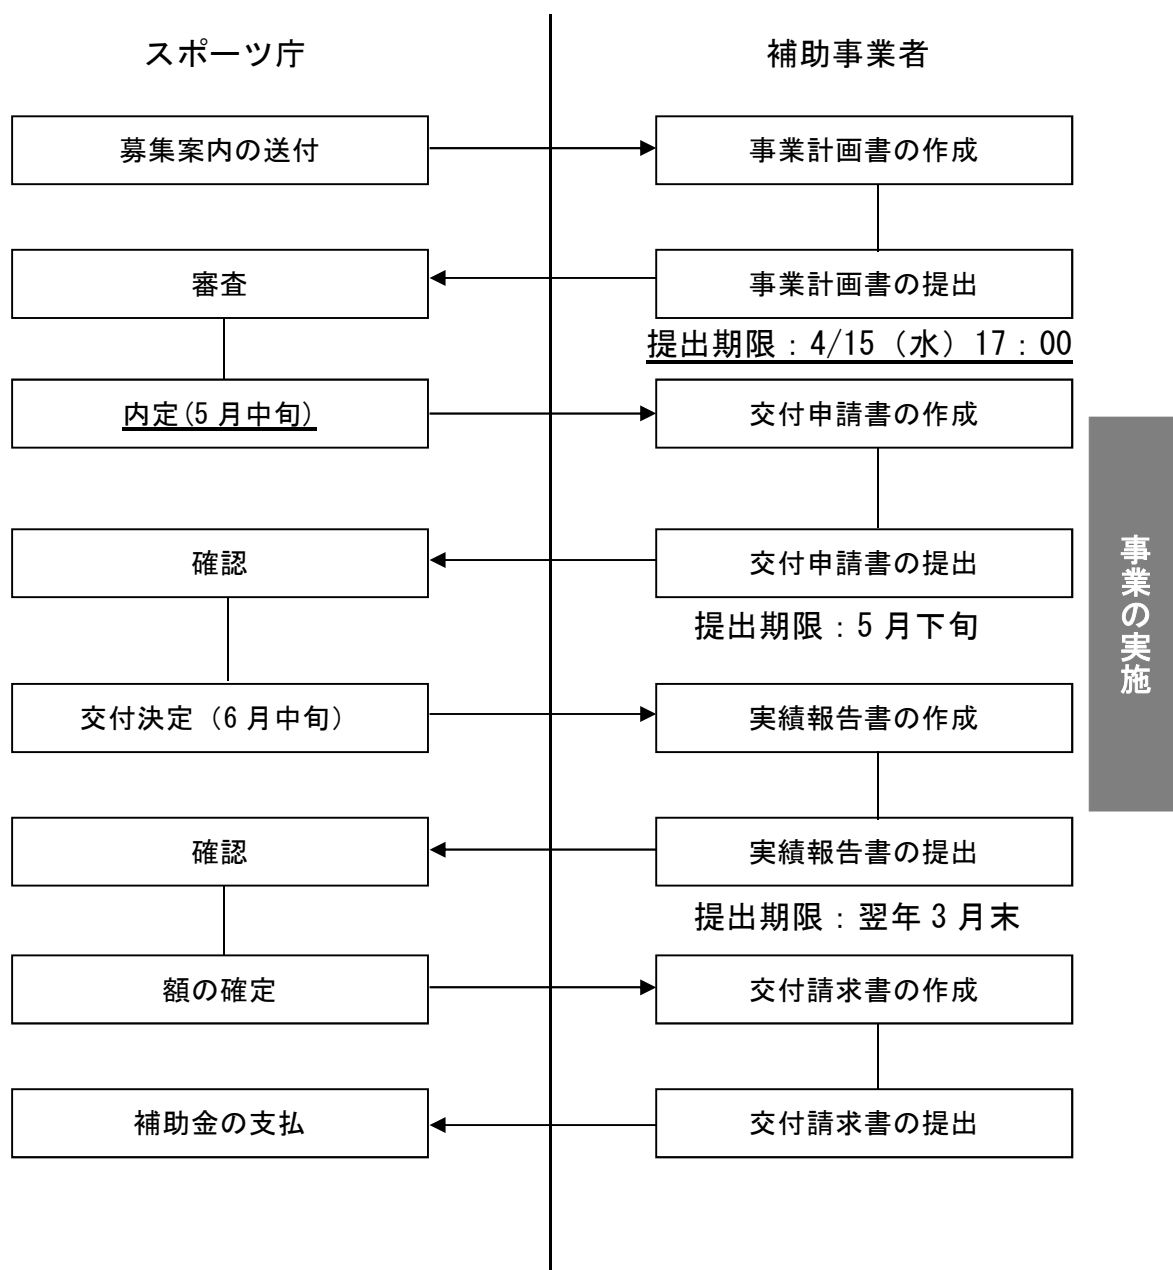 スポーツ庁
補助事業者
募集案内の送付
事業計画書の作成
審査
事業計画書の提出
提出期限：4/15（水）17：00
内定(5月中旬)
交付申請書の作成
確認
交付申請書の提出
提出期限：5月下旬
交付決定（6月中旬）
実績報告書の作成
確認
実績報告書の提出
提出期限：翌年3月末
額の確定
交付請求書の作成
補助金の支払
交付請求書の提出
事業の実施